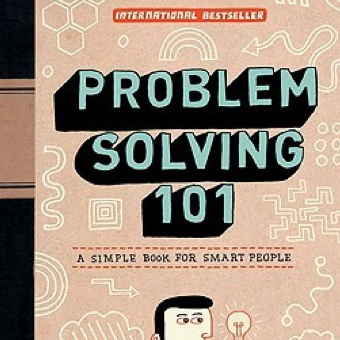 INTERNATIONAL BESTSELLER
PROBLEM
SOLVING
101
A SIMPLE BOOK FOR SMART PEOPLE